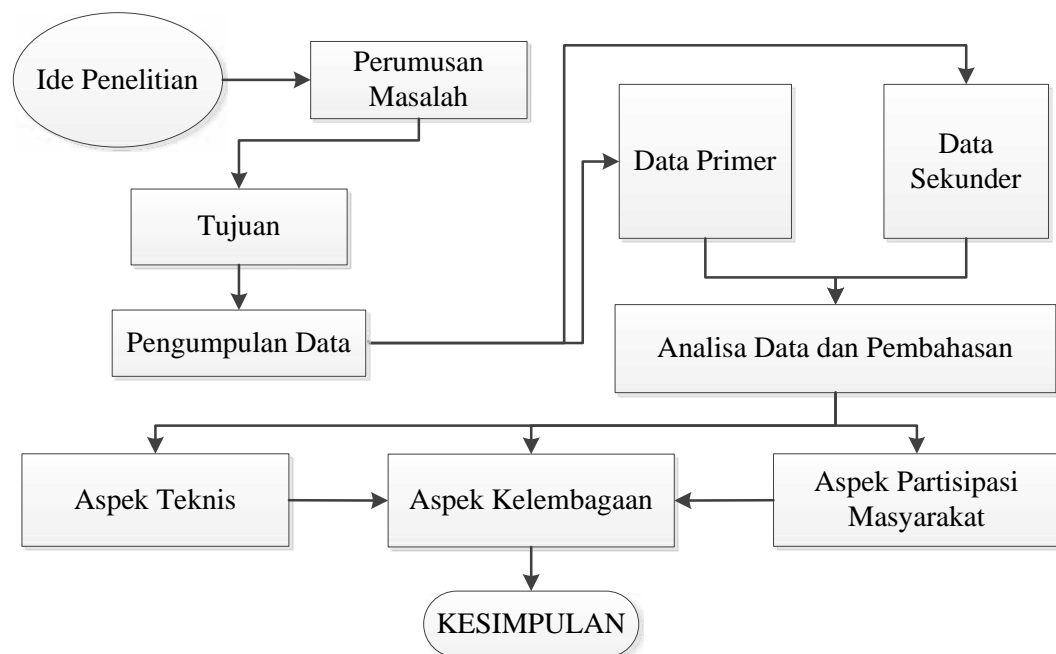 Ide Penelitian
Perumusan
Masalah
Tujuan
Pengumpulan Data
Data Primer
Data
Sekunder
Analisa Data dan Pembahasan
Aspek Teknis
Aspek Kelembagaan
Aspek Partisipasi
Masyarakat
KESIMPULAN